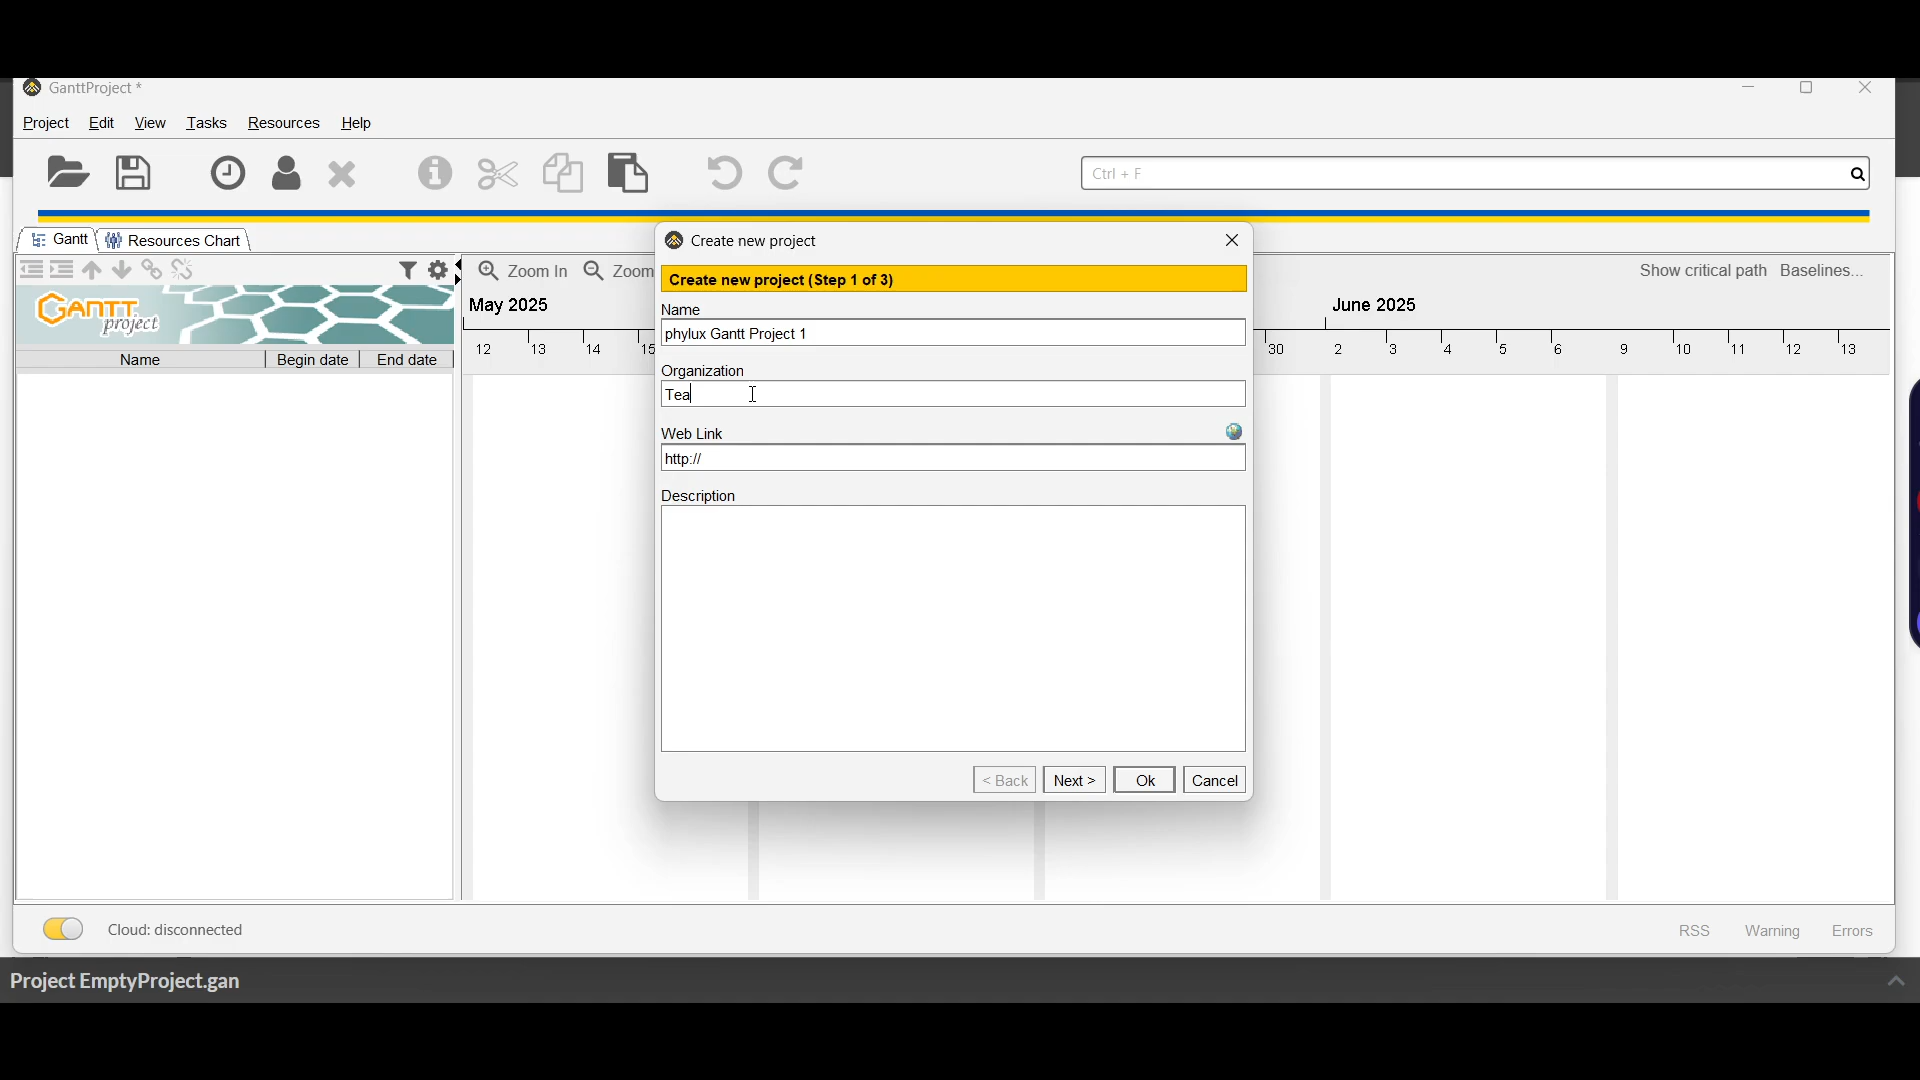 GanttProject *
Project Edit View Tasks Resources Help
Ctrl + F
Gantt Resources Chart
Zoom In Zoom
Show critical path Baselines...
GANTT project
May 2025
June 2025
12 13 14 15 30 2 3 4 5 6 9 10 11 12 13
Name Begin date End date
Create new project
Create new project (Step 1 of 3)
Name
phylux Gantt Project 1
Organization
Tea
Web Link
http://
Description
< Back Next > Ok Cancel
Cloud: disconnected
RSS Warning Errors
Project EmptyProject.gan